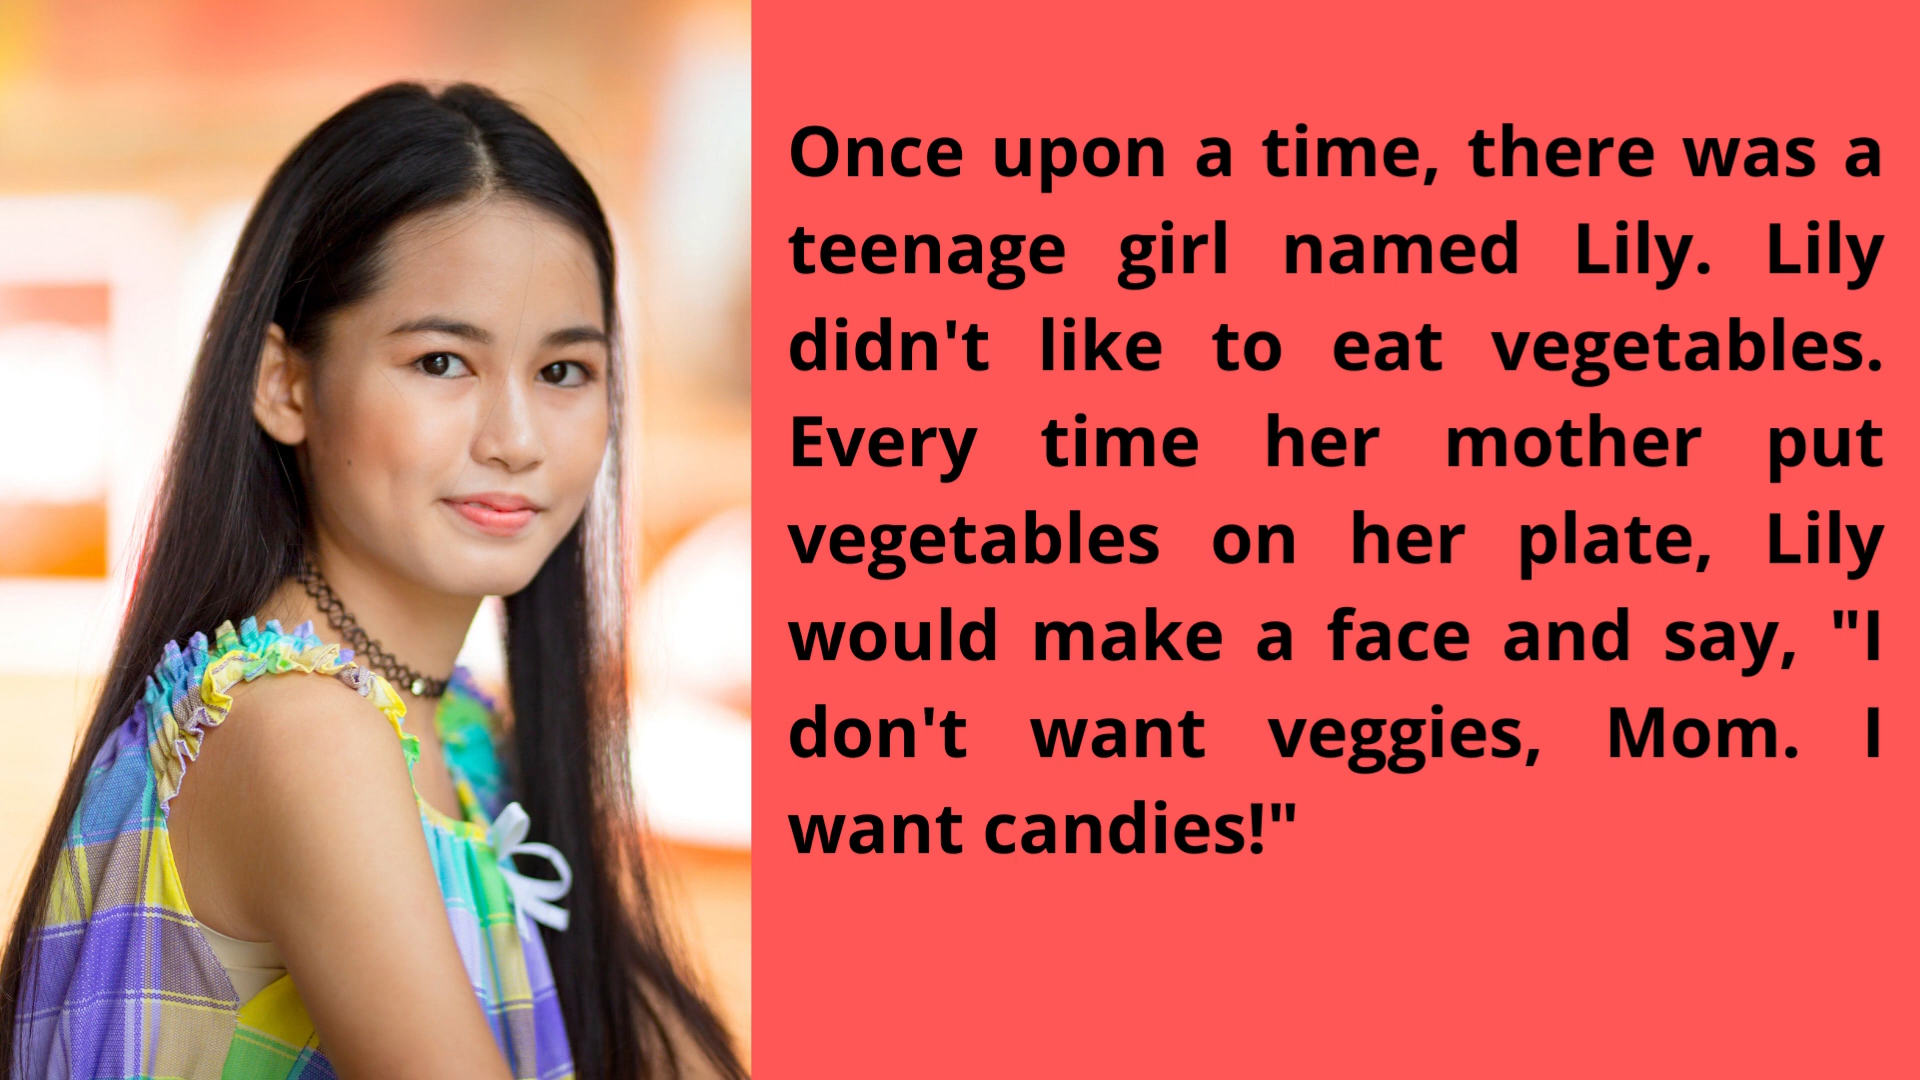 Once upon a time, there was a
teenage girl named Lily. Lily
didn't like to eat vegetables.
Every time her mother put
vegetables on her plate, Lily
would make a face and say, "I
don't want veggies, Mom. I
want candies!"